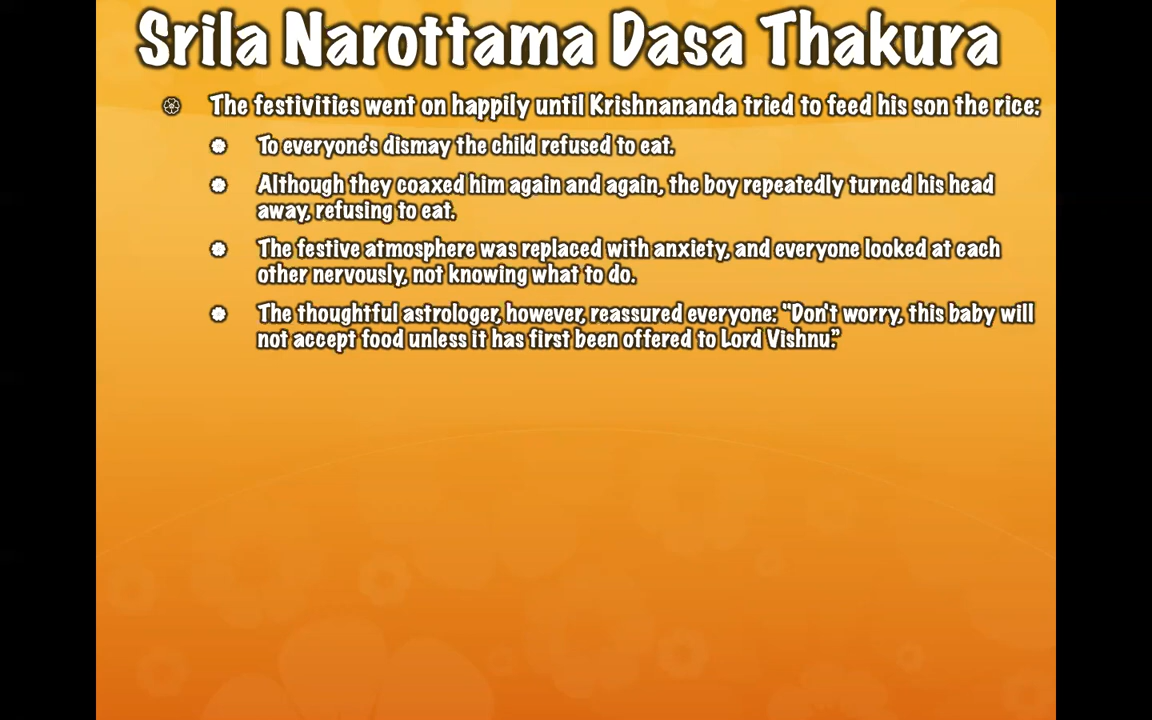 Srila Narottama Dasa Thakura
The festivities went on happily until Krishnananda tried to feed his son the rice:
To everyone's dismay the child refused to eat.
Although they coaxed him again and again, the boy repeatedly turned his head
away, refusing to eat.
The festive atmosphere was replaced with anxiety, and everyone looked at each
other nervously, not knowing what to do.
The thoughtful astrologer, however, reassured everyone: “Don't worry, this baby will
not accept food unless it has first been offered to Lord Vishnu.”